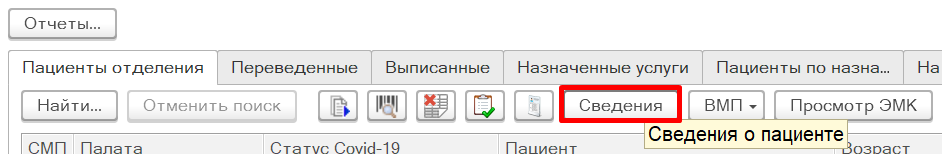 Отчеты...
Пациенты отделения Переведенные Выписанные Назначенные услуги Пациенты по назна... На
Найти... Отменить поиск Сведения ВМП Просмотр ЭМК
Сведения о пациенте
СМП Палата Статус Covid-19 Пациент Возраст